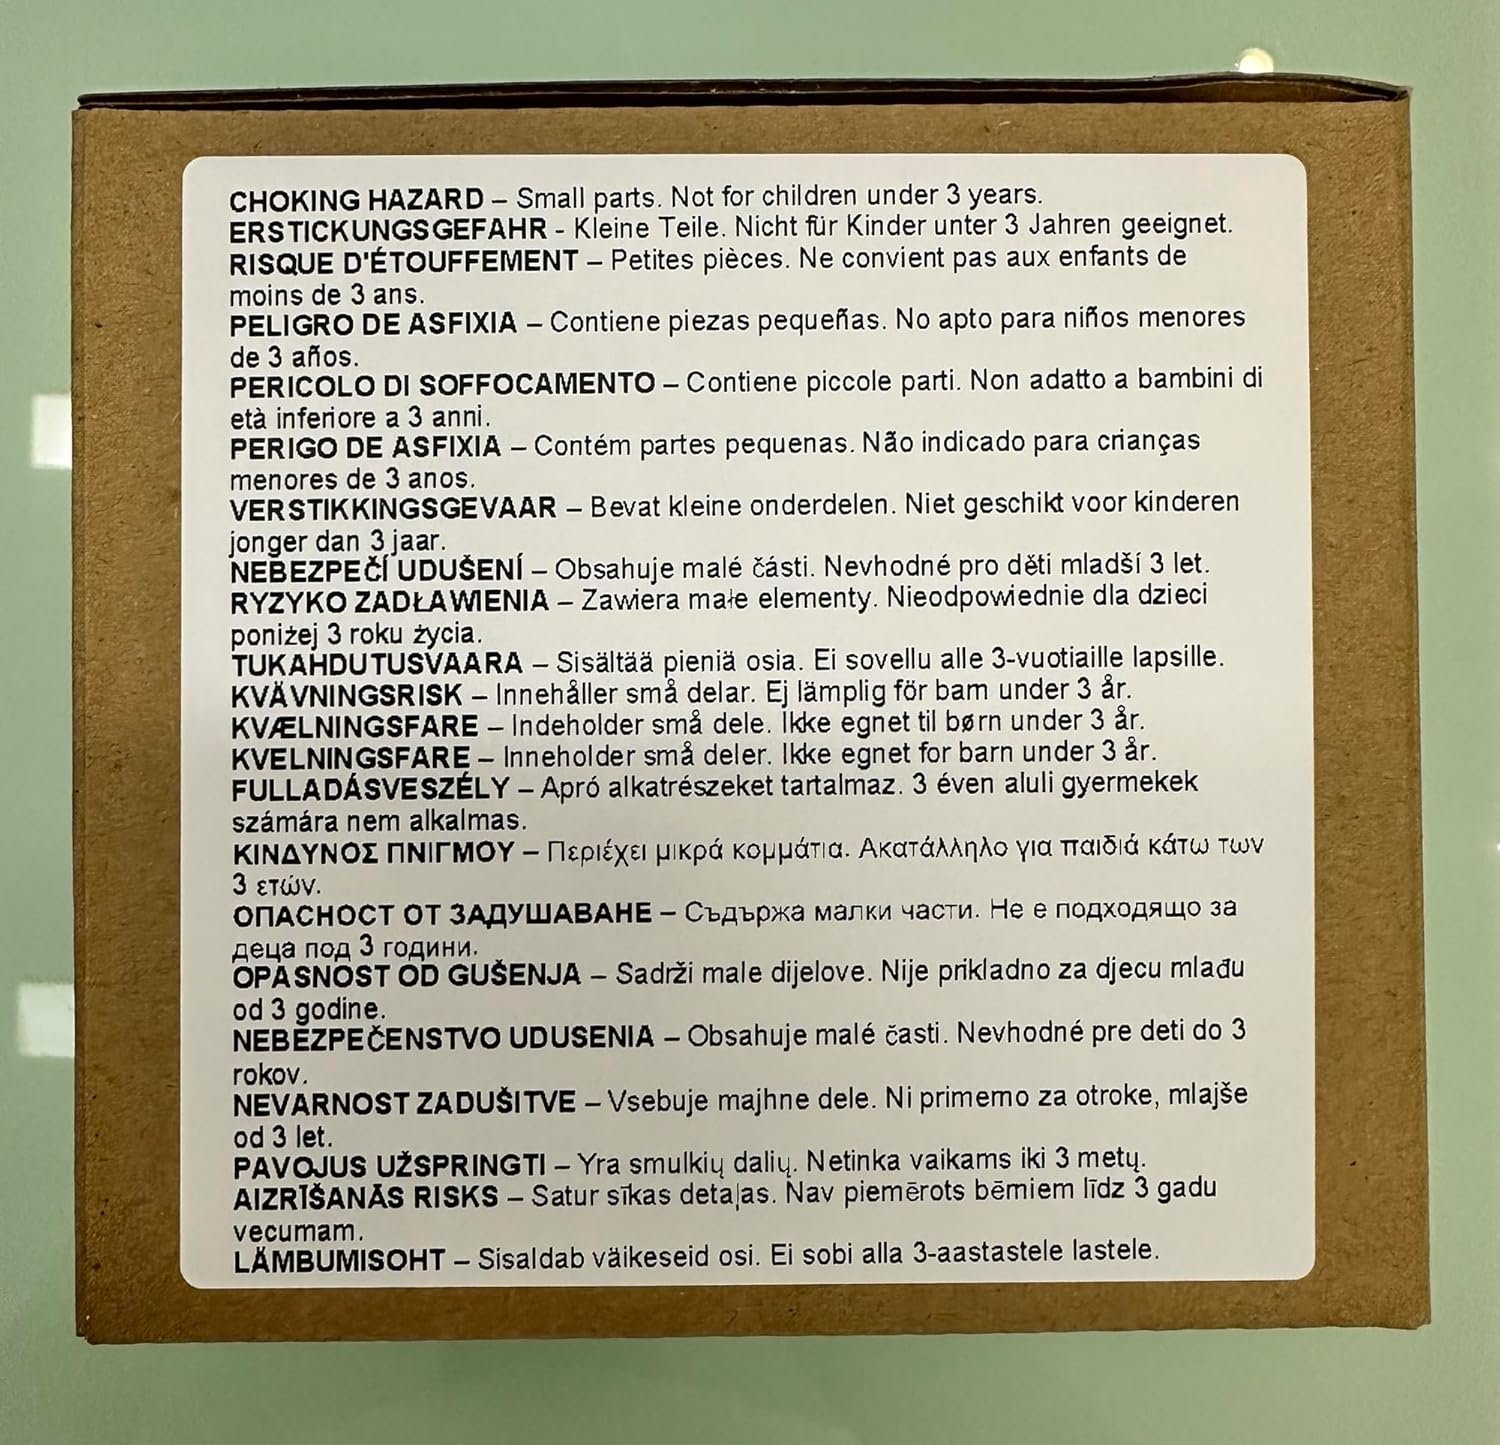 CHOKING HAZARD – Small parts. Not for children under 3 years.
ERSTICKUNGSGEFAHR - Kleine Teile. Nicht für Kinder unter 3 Jahren geeignet.
RISQUE D'ÉTOUFFEMENT – Petites pièces. Ne convient pas aux enfants de
moins de 3 ans.
PELIGRO DE ASFIXIA – Contiene piezas pequeñas. No apto para niños menores
de 3 años.
PERICOLO DI SOFFOCAMENTO – Contiene piccole parti. Non adatto a bambini di
età inferiore a 3 anni.
PERIGO DE ASFIXIA – Contém partes pequenas. Não indicado para crianças
menores de 3 anos.
VERSTIKKINGSGEVAAR – Bevat kleine onderdelen. Niet geschikt voor kinderen
jonger dan 3 jaar.
NEBEZPEČÍ UDUŠENÍ – Obsahuje malé části. Nevhodné pro děti mladší 3 let.
RYZYKO ZADŁAWIENIA – Zawiera małe elementy. Nieodpowiednie dla dzieci
poniżej 3 roku życia.
TUKAHDUTUSVAARA – Sisältää pieniä osia. Ei sovellu alle 3-vuotiaille lapsille.
KVÄVNINGSRISK – Innehåller små delar. Ej lämplig för barn under 3 år.
KVÆLNINGSFARE – Indeholder små dele. Ikke egnet til børn under 3 år.
KVELNINGSFARE – Inneholder små deler. Ikke egnet for barn under 3 år.
FULLADÁSVESZÉLY – Apró alkatrészeket tartalmaz. 3 éven aluli gyermekek
számára nem alkalmas.
ΚΙΝΔΥΝΟΣ ΠΝΙΓΜΟΥ – Περιέχει μικρά κομμάτια. Ακατάλληλο για παιδιά κάτω των
3 ετών.
ОПАСНОСТ ОТ ЗАДУШАВАНЕ – Съдържа малки части. Не е подходящо за
деца под 3 години.
OPASNOST OD GUŠENJA – Sadrži male dijelove. Nije prikladno za djecu mlađu
od 3 godine.
NEBEZPEČENSTVO UDUSENIA – Obsahuje malé časti. Nevhodné pre deti do 3
rokov.
NEVARNOST ZADUŠITVE – Vsebuje majhne dele. Ni primerno za otroke, mlajše
od 3 let.
PAVOJUS UŽSPRINGTI – Yra smulkių dalių. Netinka vaikams iki 3 metų.
AIZRĪŠANĀS RISKS – Satur sīkas detaļas. Nav piemērots bērniem līdz 3 gadu
vecumam.
LÄMBUMISOHT – Sisaldab väikeseid osi. Ei sobi alla 3-aastastele lastele.